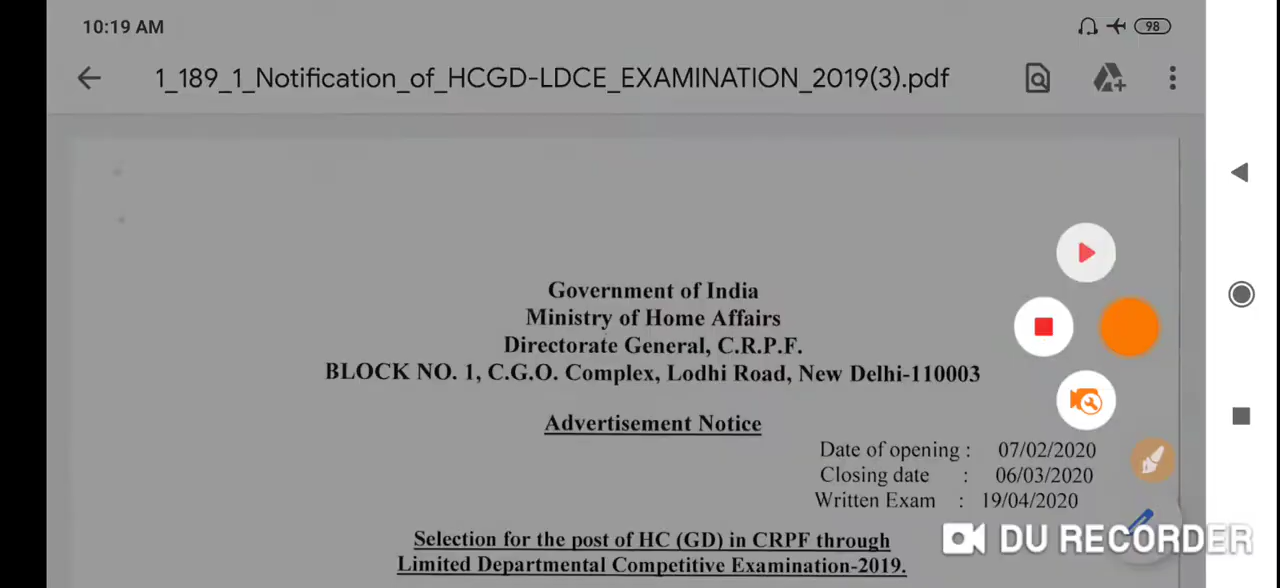 10:19 AM
98
1_189_1_Notification_of_HCGD-LDCE_EXAMINATION_2019(3).pdf
Government of India
Ministry of Home Affairs
Directorate General, C.R.P.F.
BLOCK NO. 1, C.G.O. Complex, Lodhi Road, New Delhi-110003
Advertisement Notice
Date of opening : 07/02/2020
Closing date : 06/03/2020
Written Exam : 19/04/2020
Selection for the post of HC (GD) in CRPF through
Limited Departmental Competitive Examination-2019.
DU RECORDER